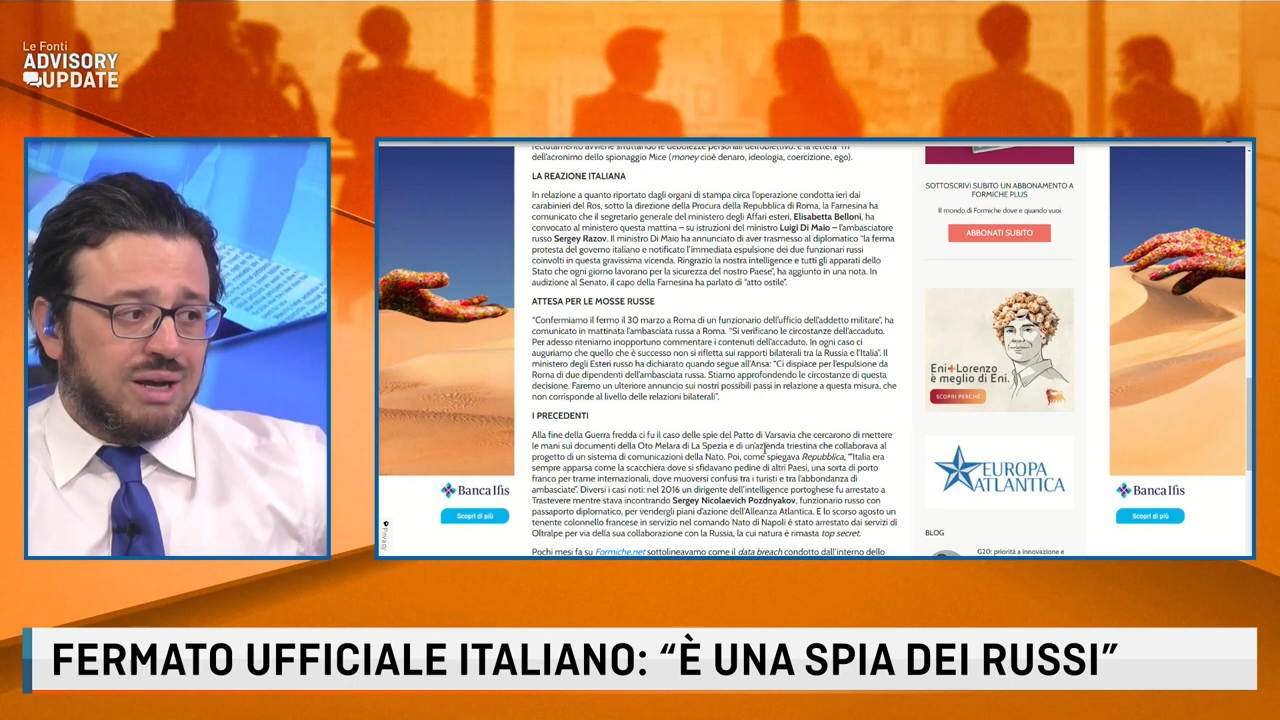 Le Fonti
ADVISORY
UPDATE
reclutamento avviene sfruttando le debolezze personali dell'obiettivo: è la lettera "m"
dell'acronimo dello spionaggio Mice (money cioè denaro, ideologia, coercizione, ego).
LA REAZIONE ITALIANA
In relazione a quanto riportato dagli organi di stampa circa l'operazione condotta ieri dai
carabinieri del Ros, sotto la direzione della Procura della Repubblica di Roma, la Farnesina ha
comunicato che il segretario generale del ministero degli Affari esteri, Elisabetta Belloni, ha
convocato al ministero questa mattina – su istruzioni del ministro Luigi Di Maio – l'ambasciatore
russo Sergey Razov. Il ministro Di Maio ha annunciato di aver trasmesso al diplomatico "la ferma
protesta del governo italiano e notificato l'immediata espulsione dei due funzionari russi
coinvolti in questa gravissima vicenda. Ringrazio la nostra intelligence e tutti gli apparati dello
Stato che ogni giorno lavorano per la sicurezza del nostro Paese", ha aggiunto in una nota. In
audizione al Senato, il capo della Farnesina ha parlato di "atto ostile".
ATTESA PER LE MOSSE RUSSE
"Confermiamo il fermo il 30 marzo a Roma di un funzionario dell'ufficio dell'addetto militare", ha
comunicato in mattinata l'ambasciata russa a Roma. "Si verificano le circostanze dell'accaduto.
Per adesso riteniamo inopportuno commentare i contenuti dell'accaduto. In ogni caso ci
auguriamo che quello che è successo non si rifletta sui rapporti bilaterali tra la Russia e l'Italia". Il
ministero degli Esteri russo ha dichiarato quando segue all'Ansa: "Ci dispiace per l'espulsione da
Roma di due dipendenti dell'ambasciata russa. Stiamo approfondendo le circostanze di questa
decisione. Faremo un ulteriore annuncio sui nostri possibili passi in relazione a questa misura, che
non corrisponde al livello delle relazioni bilaterali".
I PRECEDENTI
Alla fine della Guerra fredda ci fu il caso delle spie del Patto di Varsavia che cercarono di mettere
le mani sui documenti della Oto Melara di La Spezia e di un'azienda triestina che collaborava al
progetto di un sistema di comunicazioni della Nato. Poi, come spiegava Repubblica, "'Italia era
sempre apparsa come la scacchiera dove si sfidavano pedine di altri Paesi, una sorta di porto
franco per trame internazionali, dove muoversi confusi tra i turisti e tra l'abbondanza di
ambasciate". Diversi i casi noti: nel 2016 un dirigente dell'intelligence portoghese fu arrestato a
Trastevere mentre stava incontrando Sergey Nicolaevich Pozdnyakov, funzionario russo con
passaporto diplomatico, per vendergli piani d'azione dell'Alleanza Atlantica. E lo scorso agosto un
tenente colonnello francese in servizio nel comando Nato di Napoli è stato arrestato dai servizi di
Oltralpe per via della sua collaborazione con la Russia, la cui natura è rimasta top secret.
Pochi mesi fa su Formiche.net sottolineavamo come il data breach condotto dall'interno dello
SOTTOSCRIVI SUBITO UN ABBONAMENTO A
FORMICHE PLUS
Il mondo di Formiche dove e quando vuoi
ABBONATI SUBITO
Eni+Lorenzo
è meglio di Eni.
SCOPRI PERCHÉ
EUROPA
ATLANTICA
BLOG
G20: priorità a innovazione e
Banca Ifis
Scopri di più
Privacy
Banca Ifis
Scopri di più
FERMATO UFFICIALE ITALIANO: “È UNA SPIA DEI RUSSI”